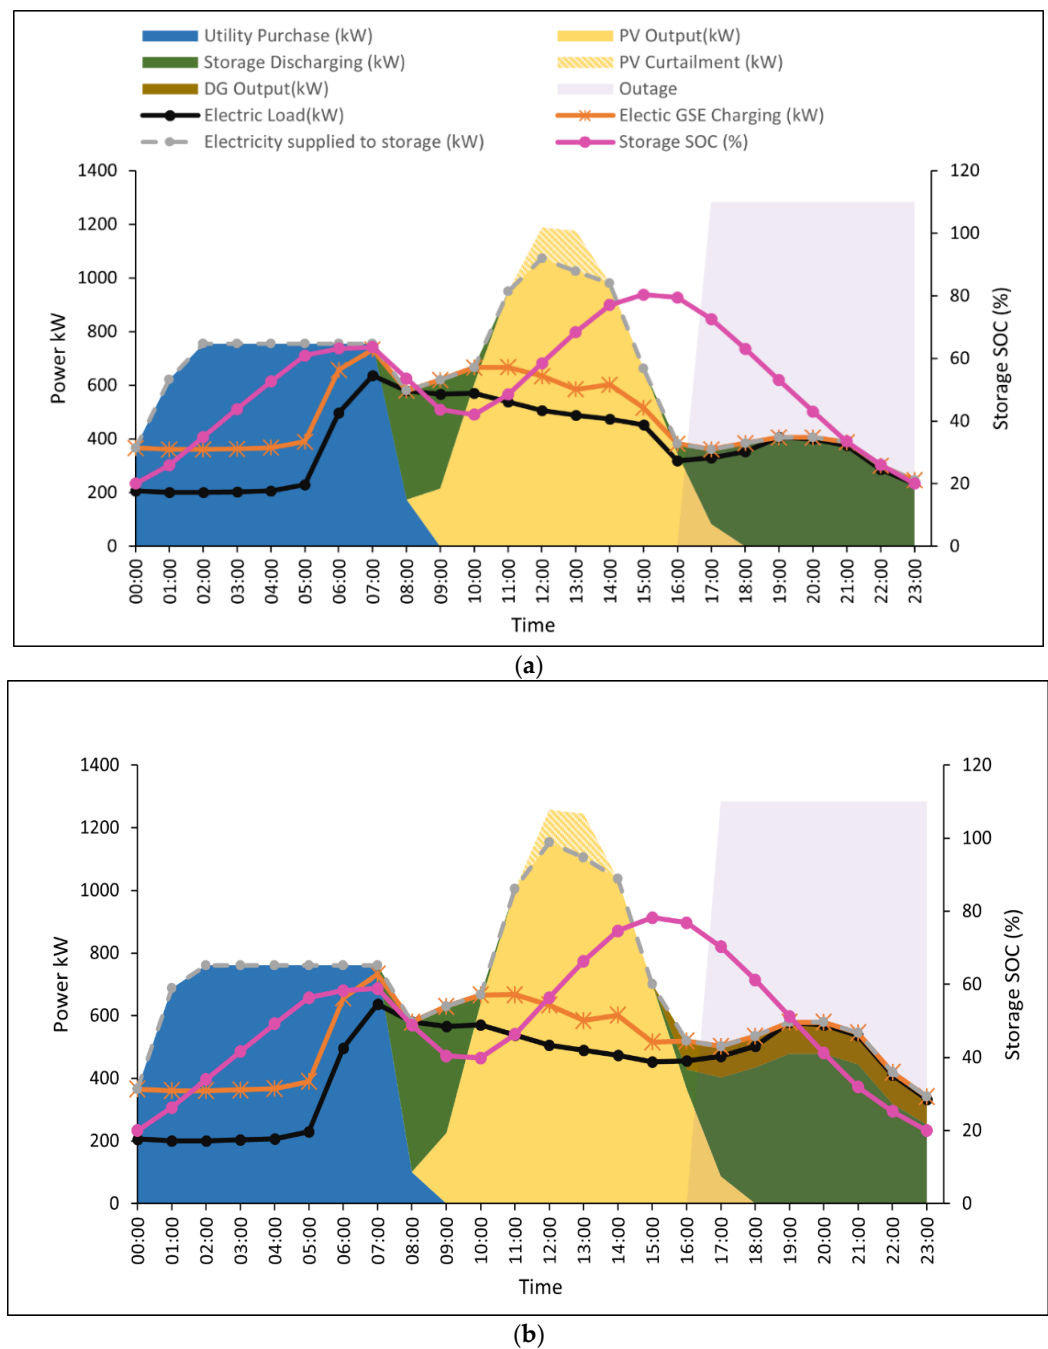 Utility Purchase (kW) PV Output(kW)
Storage Discharging (kW) PV Curtailment (kW)
DG Output(kW) Outage
Electric Load(kW) Electic GSE Charging (kW)
Electricity supplied to storage (kW) Storage SOC (%)
1400 120
1200 100
1000
800 80
600 60
400 40
200 20
0 0
Power kW
Storage SOC (%)
00:00 01:00 02:00 03:00 04:00 05:00 06:00 07:00 08:00 09:00 10:00 11:00 12:00 13:00 14:00 15:00 16:00 17:00 18:00 19:00 20:00 21:00 22:00 23:00
Time
(a)
1400 120
1200 100
1000
800 80
600 60
400 40
200 20
0 0
Power kW
Storage SOC (%)
00:00 01:00 02:00 03:00 04:00 05:00 06:00 07:00 08:00 09:00 10:00 11:00 12:00 13:00 14:00 15:00 16:00 17:00 18:00 19:00 20:00 21:00 22:00 23:00
Time
(b)